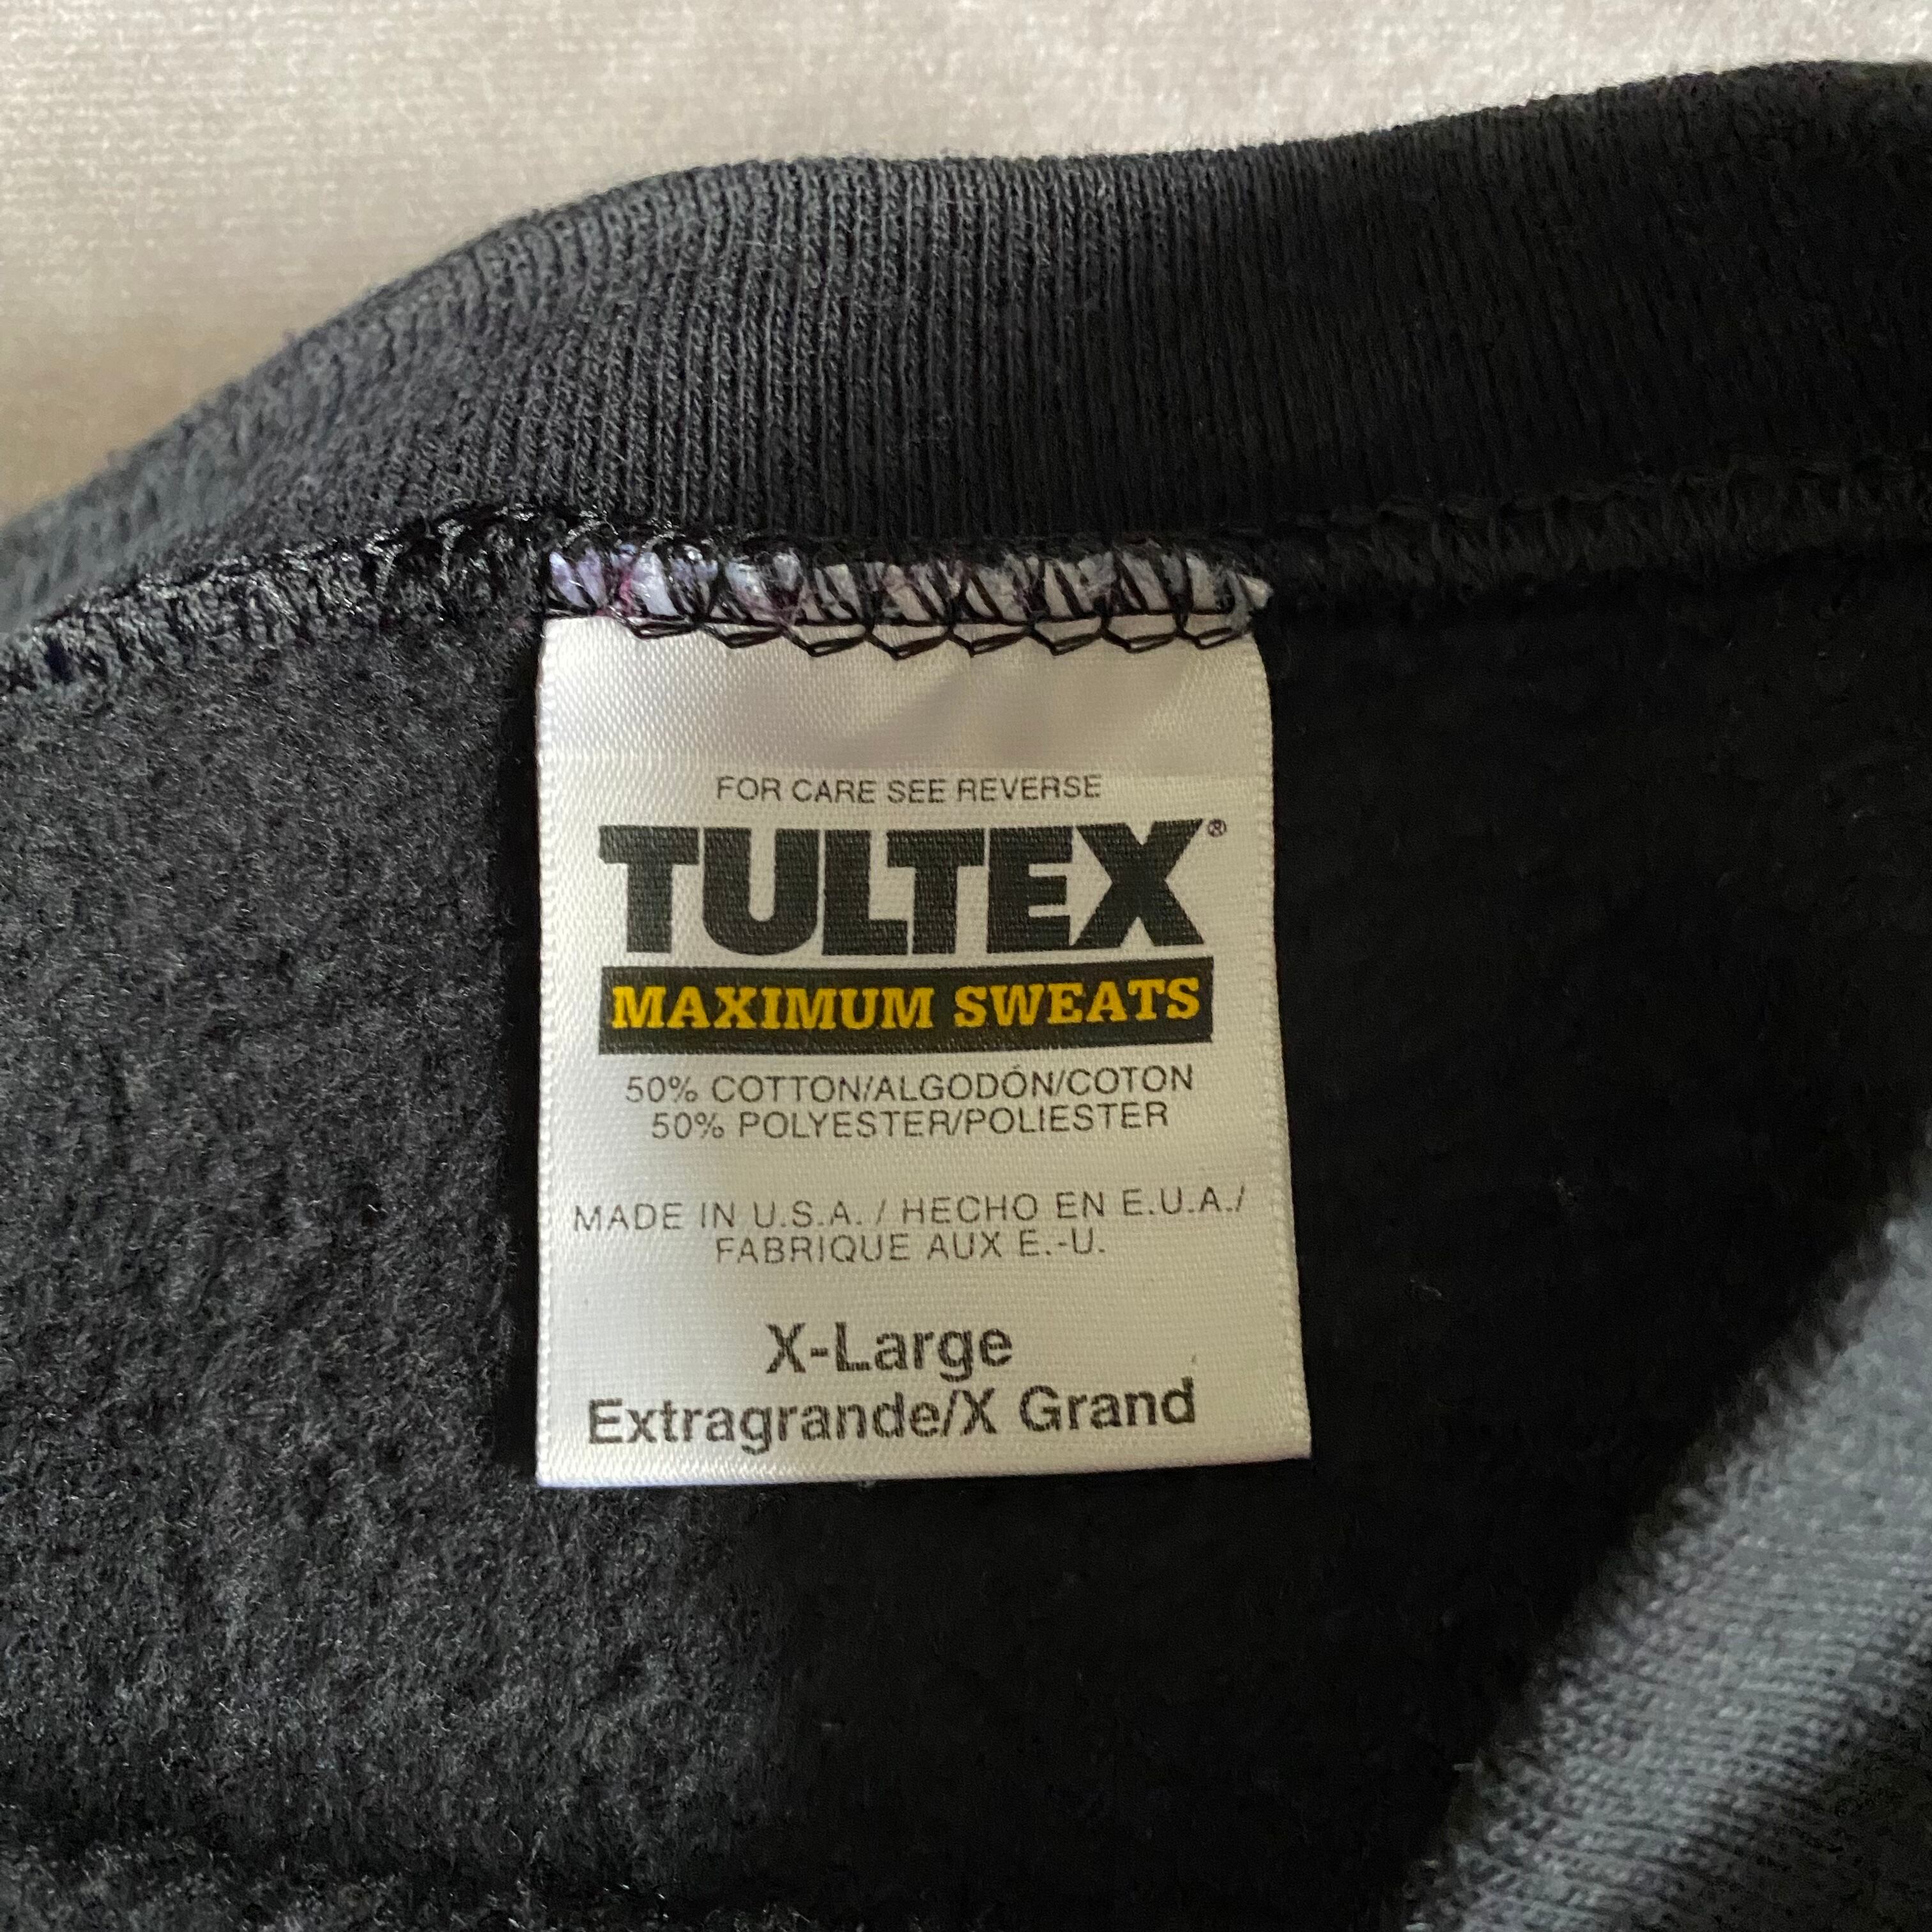 FOR CARE SEE REVERSE
TULTEX®
MAXIMUM SWEATS
50% COTTON/ALGODÓN/COTON
50% POLYESTER/POLIESTER
MADE IN U.S.A. / HECHO EN E.U.A./
FABRIQUE AUX E.-U.
X-Large
Extragrande/X Grand